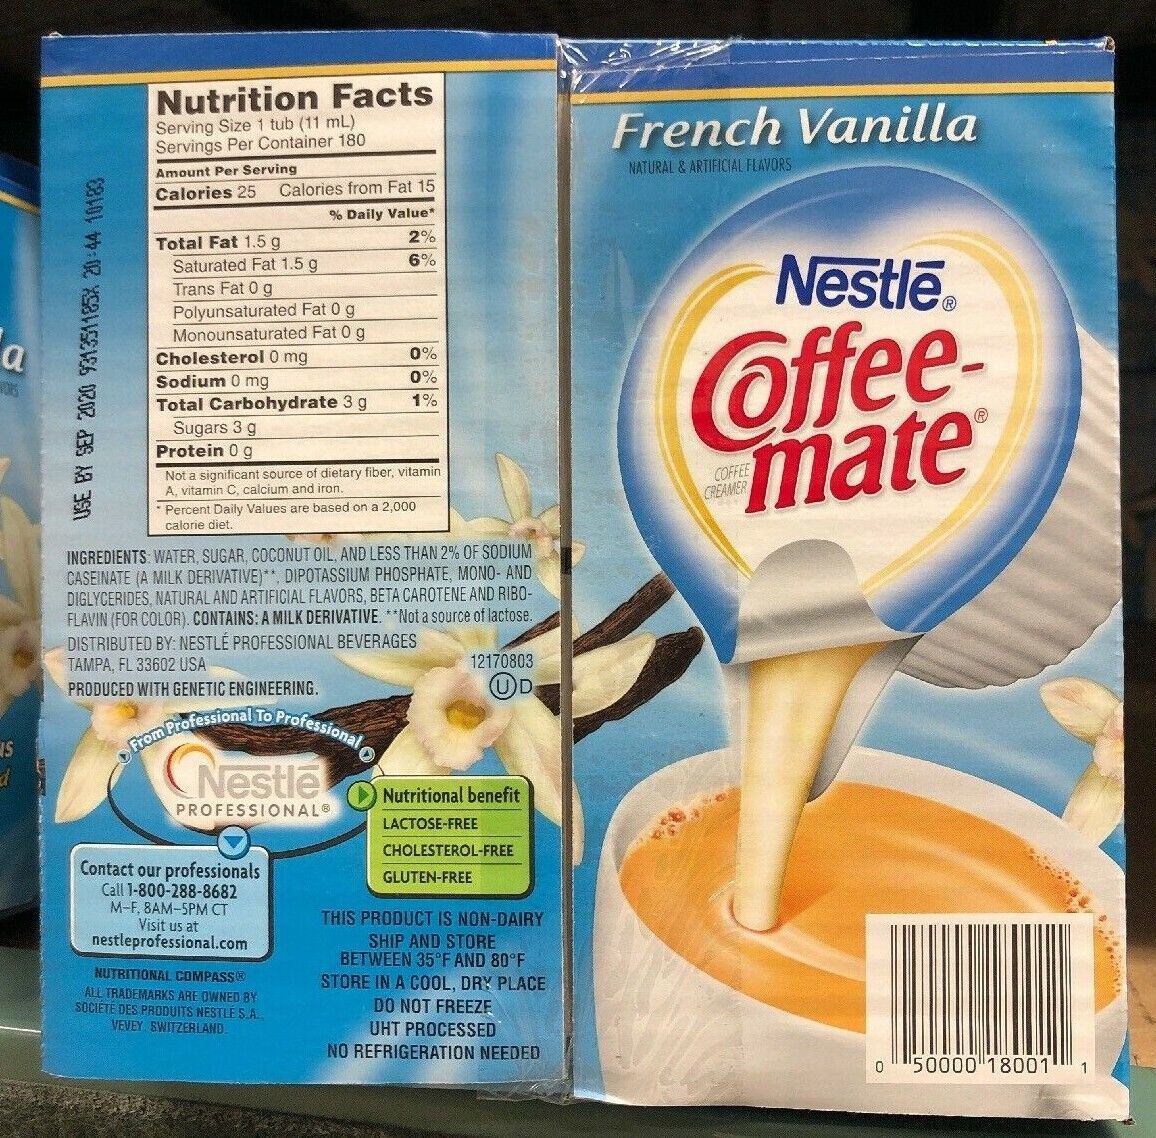 Nutrition Facts
Serving Size 1 tub (11 mL)
Servings Per Container 180
Amount Per Serving
Calories 25 Calories from Fat 15
% Daily Value*
Total Fat 1.5 g 2%
Saturated Fat 1.5 g 6%
Trans Fat 0 g
Polyunsaturated Fat 0 g
Monounsaturated Fat 0 g
Cholesterol 0 mg 0%
Sodium 0 mg 0%
Total Carbohydrate 3 g 1%
Sugars 3 g
Protein 0 g
Not a significant source of dietary fiber, vitamin
A, vitamin C, calcium and iron.
* Percent Daily Values are based on a 2,000
calorie diet.
USE BY SEP 2020 931351185X 20:44 10183
INGREDIENTS: WATER, SUGAR, COCONUT OIL, AND LESS THAN 2% OF SODIUM
CASEINATE (A MILK DERIVATIVE)**, DIPOTASSIUM PHOSPHATE, MONO- AND
DIGLYCERIDES, NATURAL AND ARTIFICIAL FLAVORS, BETA CAROTENE AND RIBO-
FLAVIN (FOR COLOR). CONTAINS: A MILK DERIVATIVE. **Not a source of lactose.
DISTRIBUTED BY: NESTLÉ PROFESSIONAL BEVERAGES
TAMPA, FL 33602 USA
12170803
PRODUCED WITH GENETIC ENGINEERING.
U D
From Professional To Professional
Nestlé
PROFESSIONAL®
Nutritional benefit
LACTOSE-FREE
CHOLESTEROL-FREE
GLUTEN-FREE
Contact our professionals
Call 1-800-288-8682
M–F, 8AM–5PM CT
Visit us at
nestleprofessional.com
NUTRITIONAL COMPASS®
ALL TRADEMARKS ARE OWNED BY
SOCIÉTÉ DES PRODUITS NESTLÉ S.A.,
VEVEY, SWITZERLAND.
THIS PRODUCT IS NON-DAIRY
SHIP AND STORE
BETWEEN 35°F AND 80°F
STORE IN A COOL, DRY PLACE
DO NOT FREEZE
UHT PROCESSED
NO REFRIGERATION NEEDED
French Vanilla
NATURAL & ARTIFICIAL FLAVORS
Nestlé®
Coffee-
mate®
COFFEE
CREAMER
0 50000 18001 1